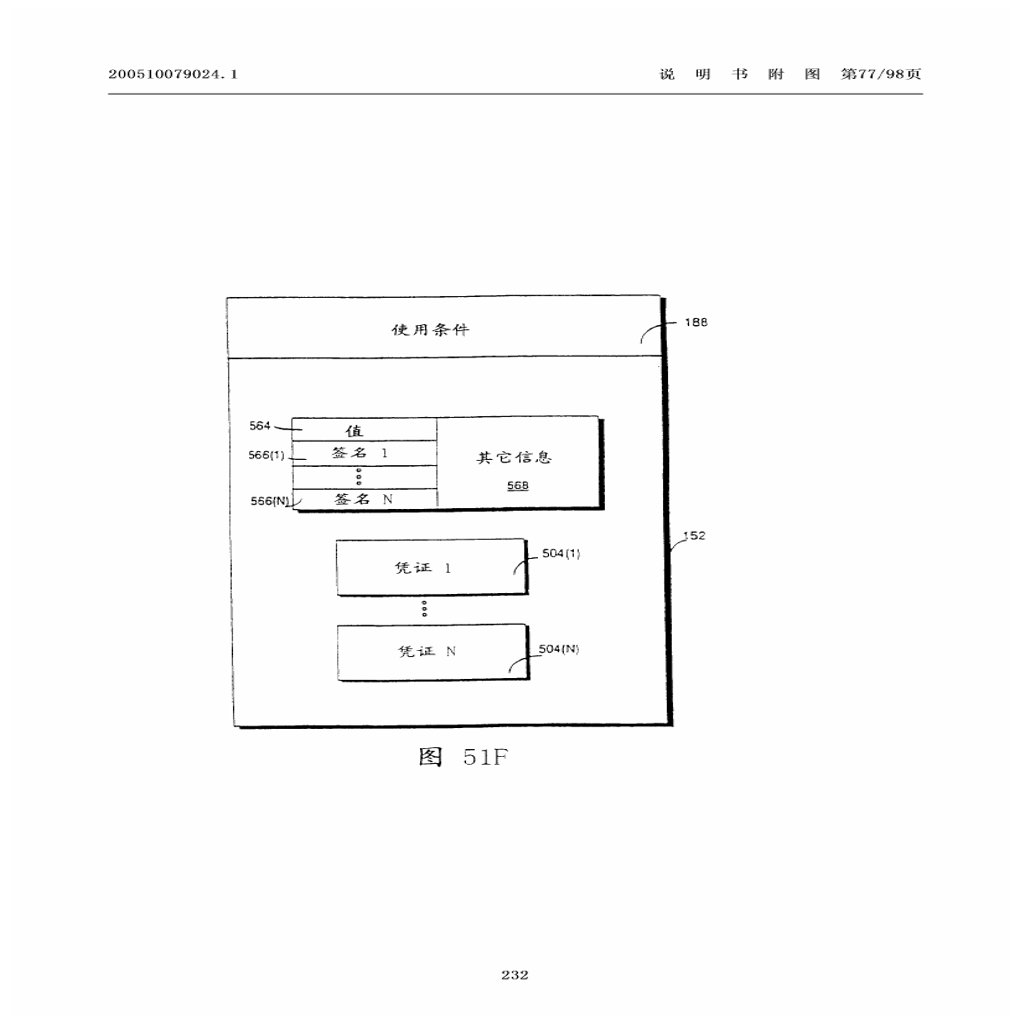 200510079024.1 说 明 书 附 图 第77/98页
使用条件
188
564
值
566(1)
签名 1
其它信息
568
566(N)
签名 N
152
凭证 1
504(1)
凭证 N
504(N)
图 51F
232